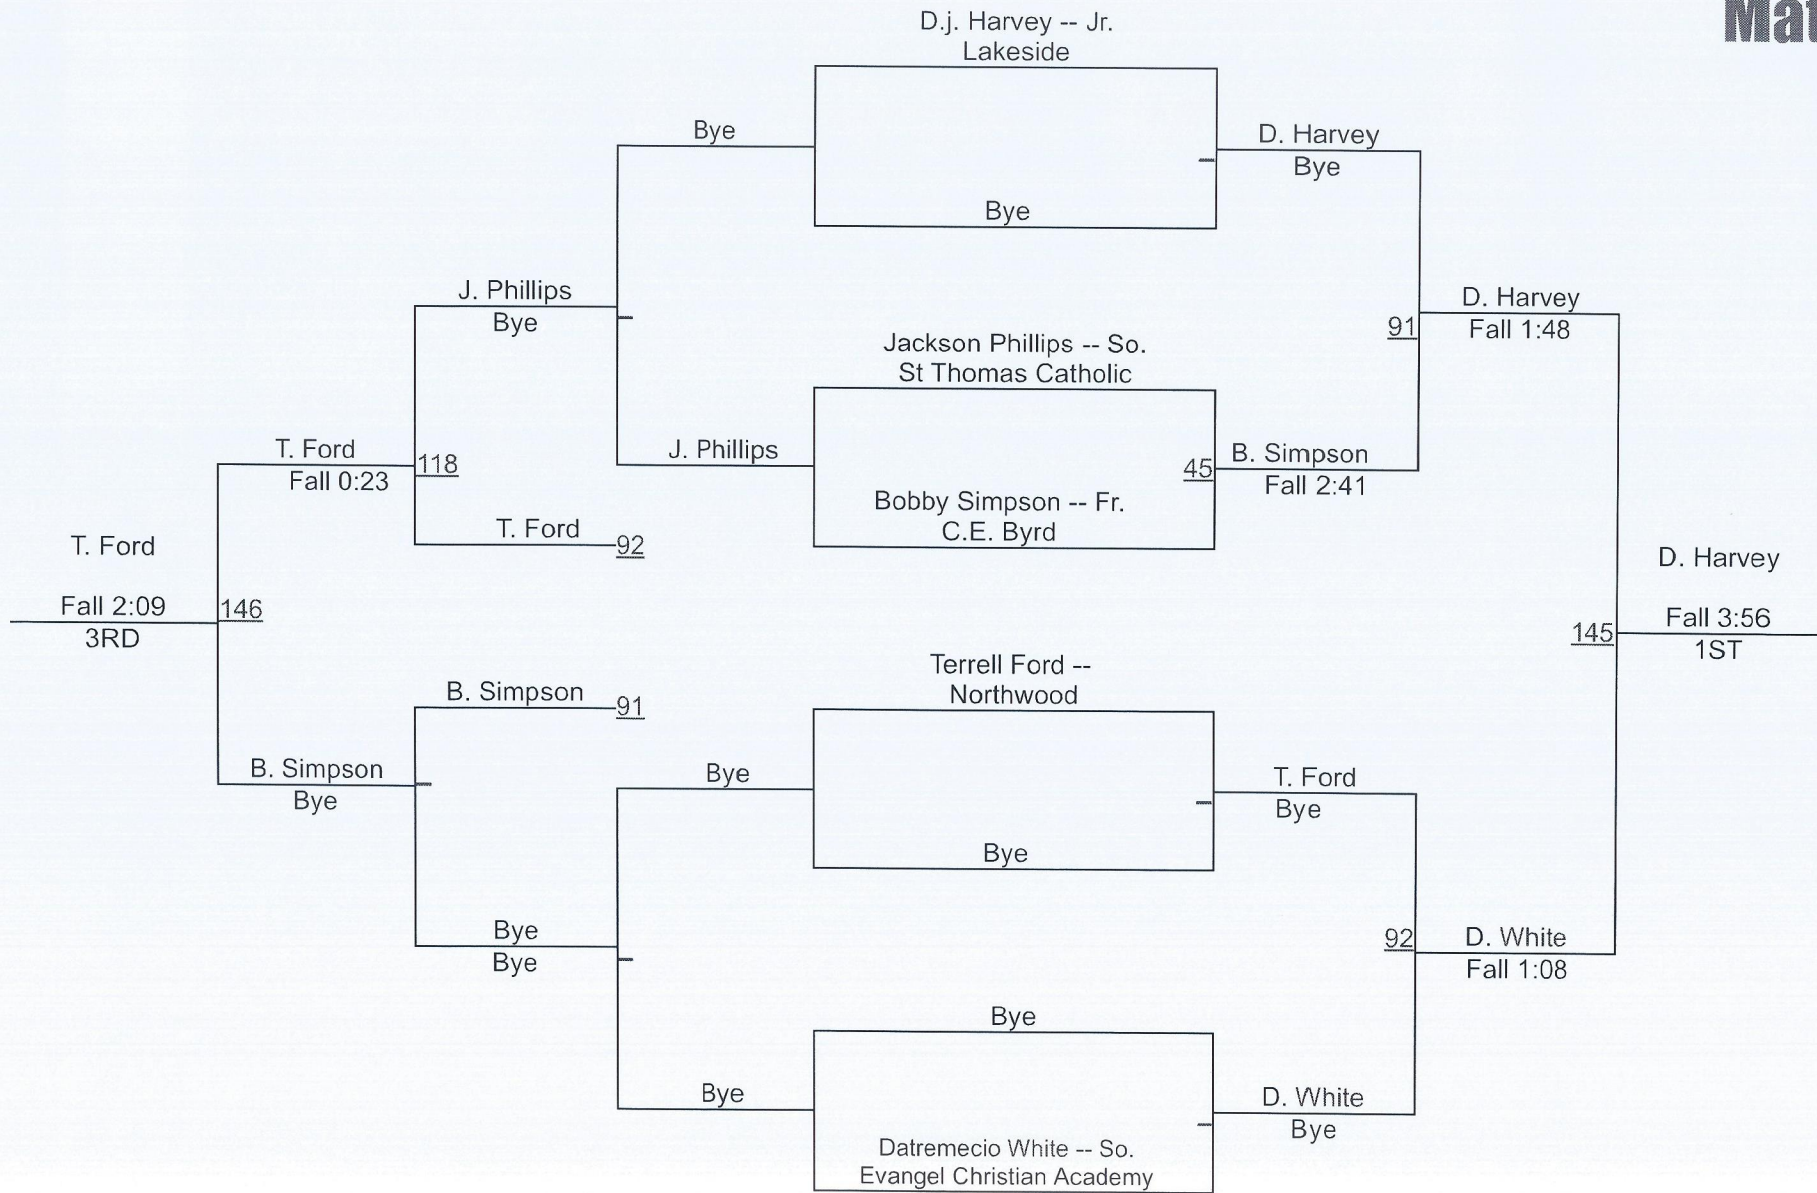 Mat
D.j. Harvey -- Jr.
Lakeside
Bye
D. Harvey
Bye
Bye
J. Phillips
Bye
D. Harvey
91
Fall 1:48
Jackson Phillips -- So.
St Thomas Catholic
T. Ford
118
Fall 0:23
J. Phillips
45
B. Simpson
Fall 2:41
Bobby Simpson -- Fr.
C.E. Byrd
T. Ford
92
T. Ford
Fall 2:09
146
3RD
D. Harvey
Fall 3:56
145
1ST
Terrell Ford --
Northwood
B. Simpson
91
B. Simpson
Bye
Bye
T. Ford
Bye
Bye
Bye
Bye
92
D. White
Fall 1:08
Bye
Bye
D. White
Bye
Datremecio White -- So.
Evangel Christian Academy